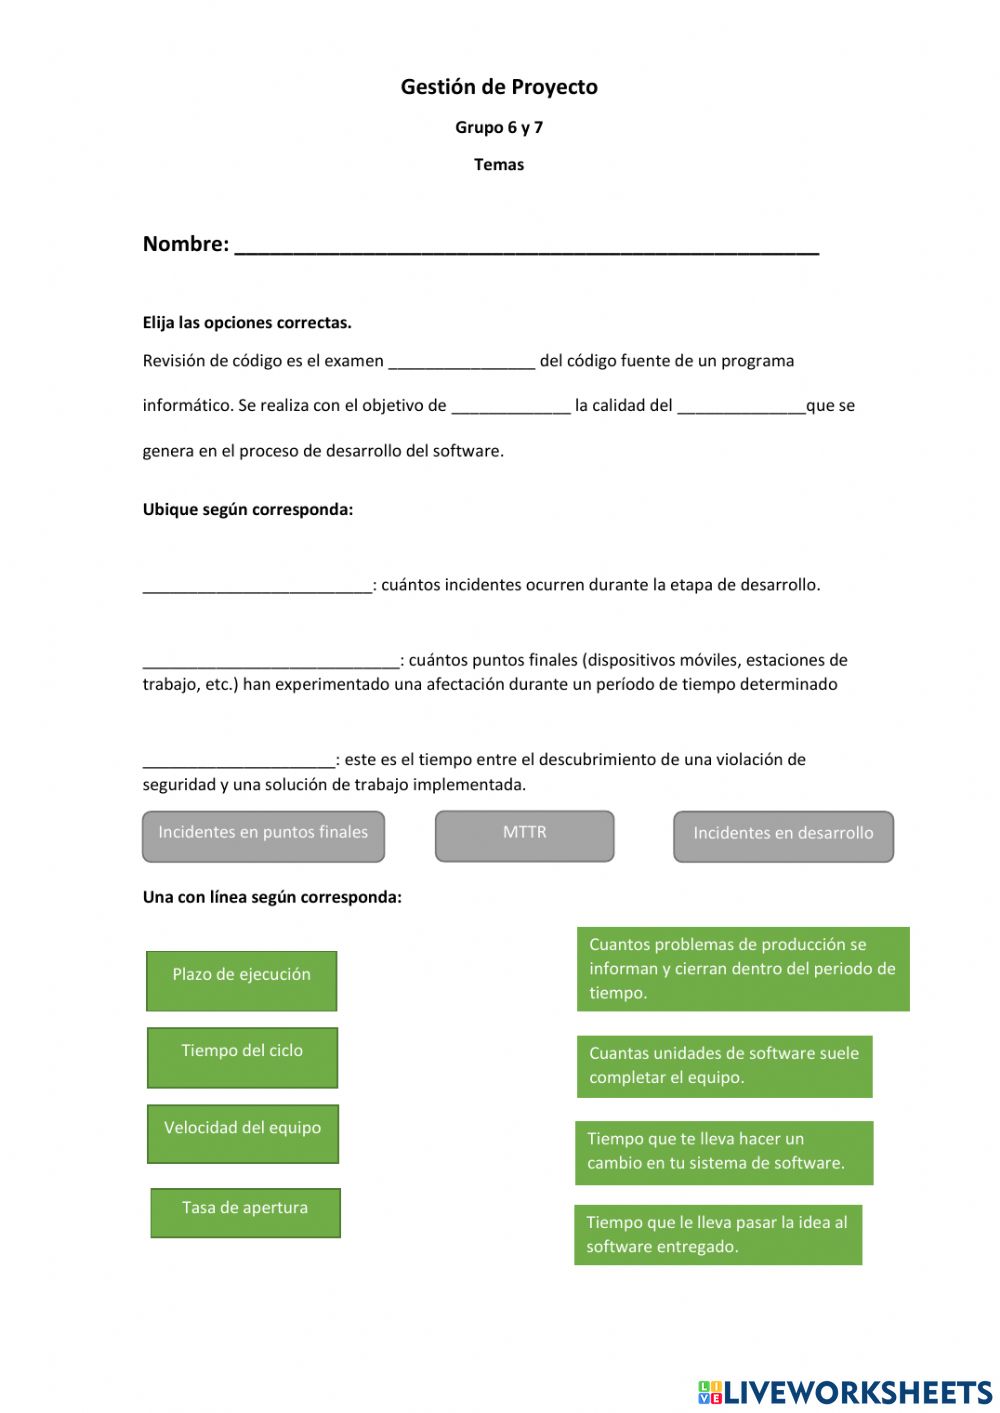 Gestión de Proyecto
Grupo 6 y 7
Temas
Nombre: ______________________________________________
Elija las opciones correctas.
Revisión de código es el examen ________________ del código fuente de un programa
informático. Se realiza con el objetivo de _____________ la calidad del ______________que se
genera en el proceso de desarrollo del software.
Ubique según corresponda:
_________________________: cuántos incidentes ocurren durante la etapa de desarrollo.
____________________________: cuántos puntos finales (dispositivos móviles, estaciones de
trabajo, etc.) han experimentado una afectación durante un período de tiempo determinado
_____________________: este es el tiempo entre el descubrimiento de una violación de
seguridad y una solución de trabajo implementada.
Incidentes en puntos finales
MTTR
Incidentes en desarrollo
Una con línea según corresponda:
Plazo de ejecución
Tiempo del ciclo
Velocidad del equipo
Tasa de apertura
Cuantos problemas de producción se
informan y cierran dentro del periodo de
tiempo.
Cuantas unidades de software suele
completar el equipo.
Tiempo que te lleva hacer un
cambio en tu sistema de software.
Tiempo que le lleva pasar la idea al
software entregado.
LIVEWORKSHEETS